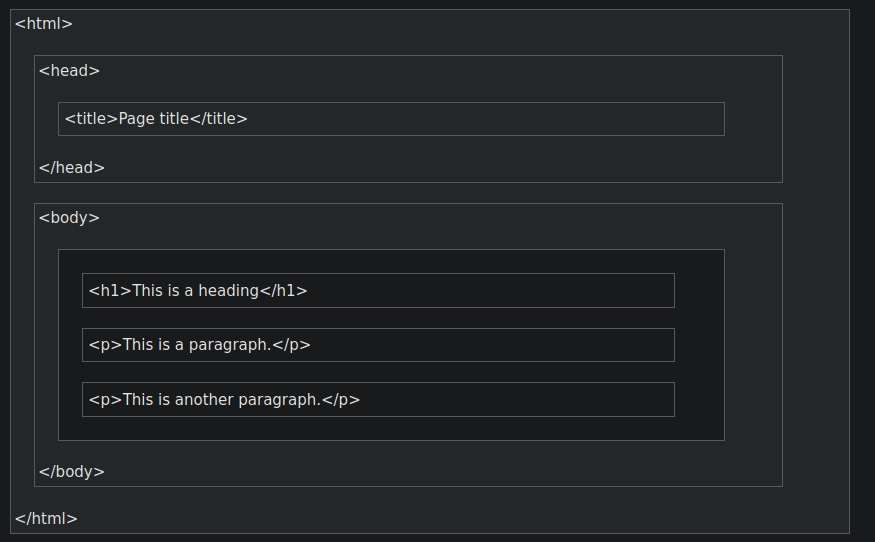 <html>
<head>
<title>Page title</title>
</head>
<body>
<h1>This is a heading</h1>
<p>This is a paragraph.</p>
<p>This is another paragraph.</p>
</body>
</html>